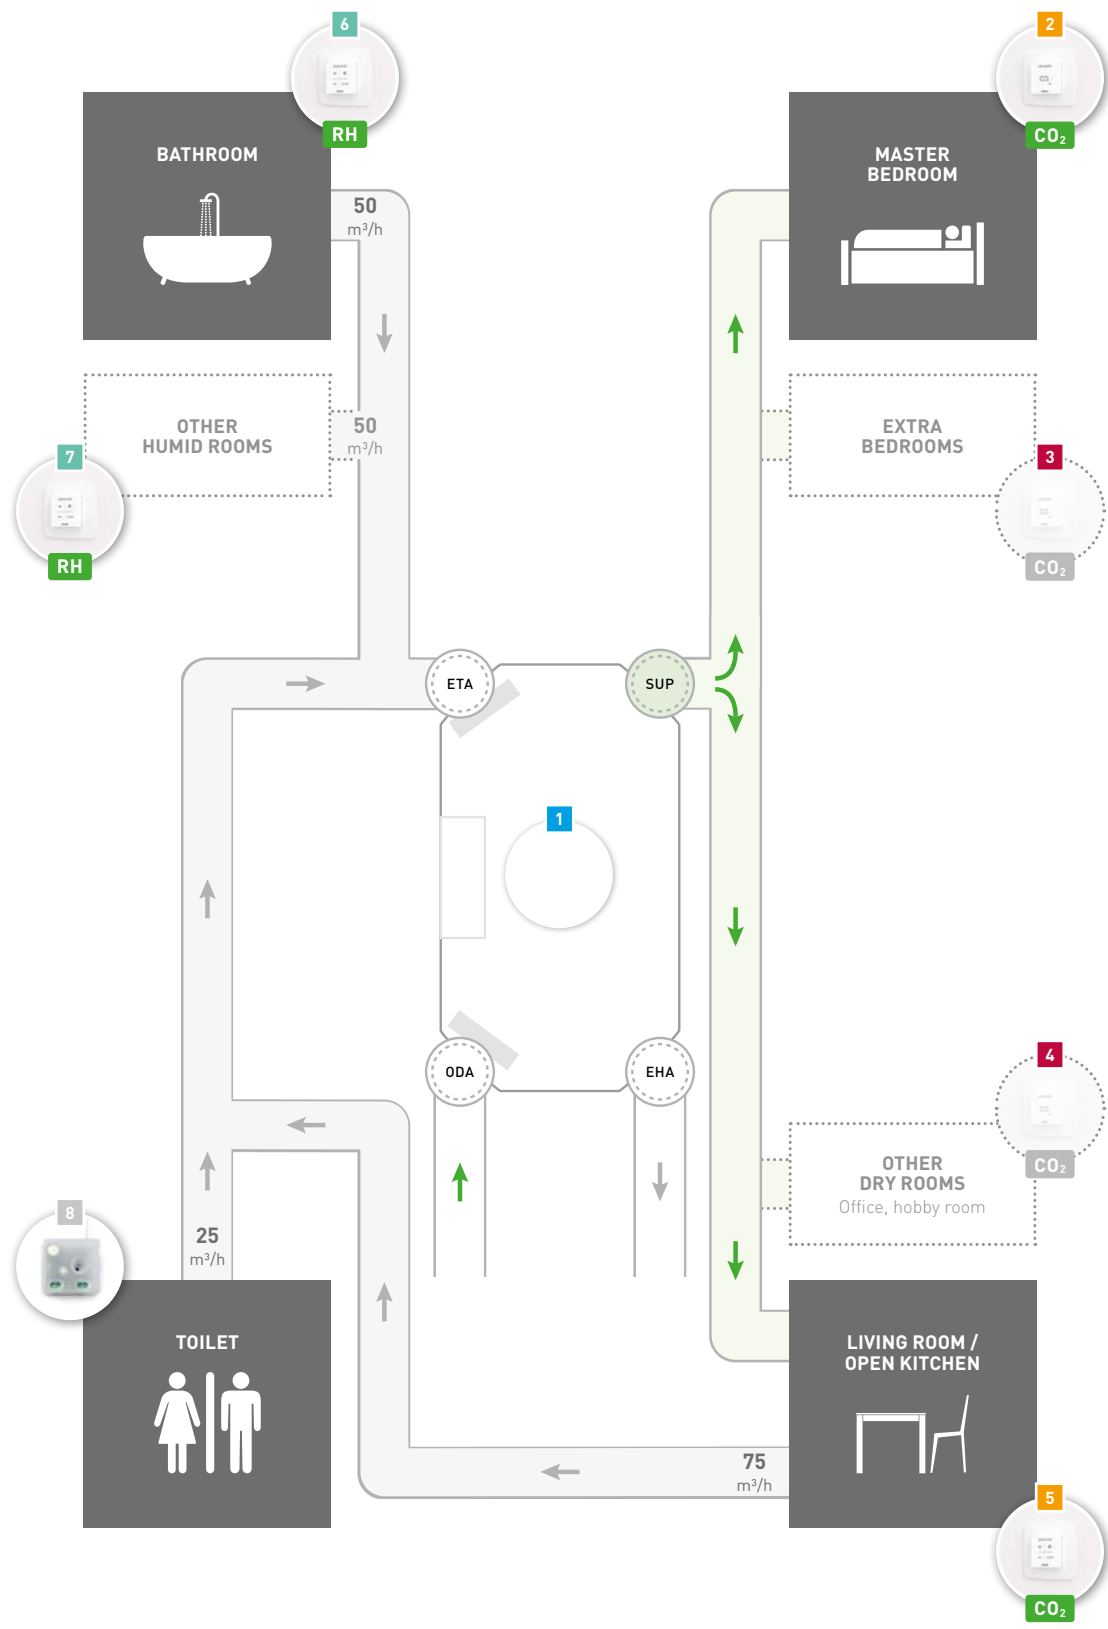 6
2
RH
CO₂
BATHROOM
MASTER
BEDROOM
50
m³/h
OTHER
HUMID ROOMS
50
m³/h
EXTRA
BEDROOMS
7
3
RH
CO₂
ETA
SUP
1
ODA
EHA
4
CO₂
OTHER
DRY ROOMS
Office, hobby room
8
25
m³/h
TOILET
LIVING ROOM /
OPEN KITCHEN
75
m³/h
5
CO₂